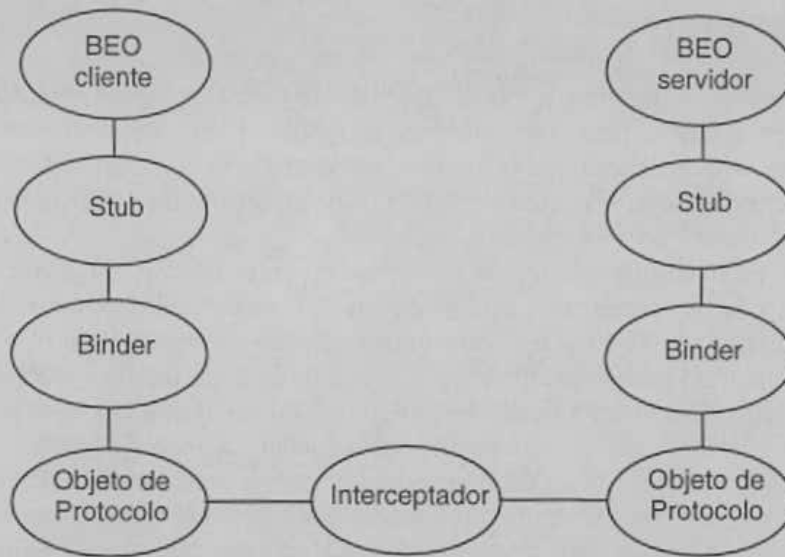 BEO
cliente
BEO
servidor
Stub
Stub
Binder
Binder
Objeto de
Protocolo
Interceptador
Objeto de
Protocolo